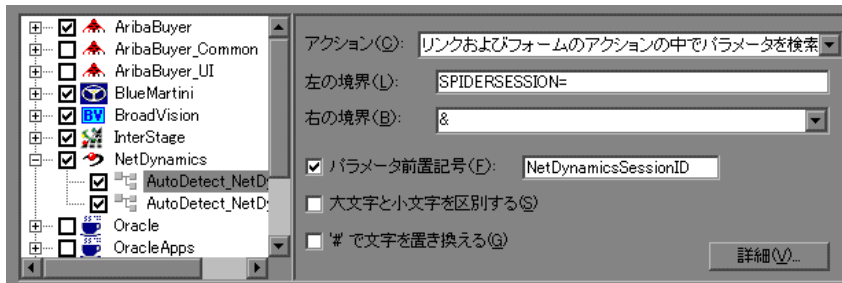 AribaBuyer
AribaBuyer_Common
AribaBuyer_UI
BlueMartini
BV BroadVision
InterStage
NetDynamics
AutoDetect_NetD
AutoDetect_NetD
Oracle
OracleApps
アクション(C): リンクおよびフォームのアクションの中でパラメータを検索
左の境界(L): SPIDERSESSION=
右の境界(B): &
パラメータ前置記号(F): NetDynamicsSessionID
大文字と小文字を区別する(S)
'#' で文字を置き換える(G)
詳細(V)...